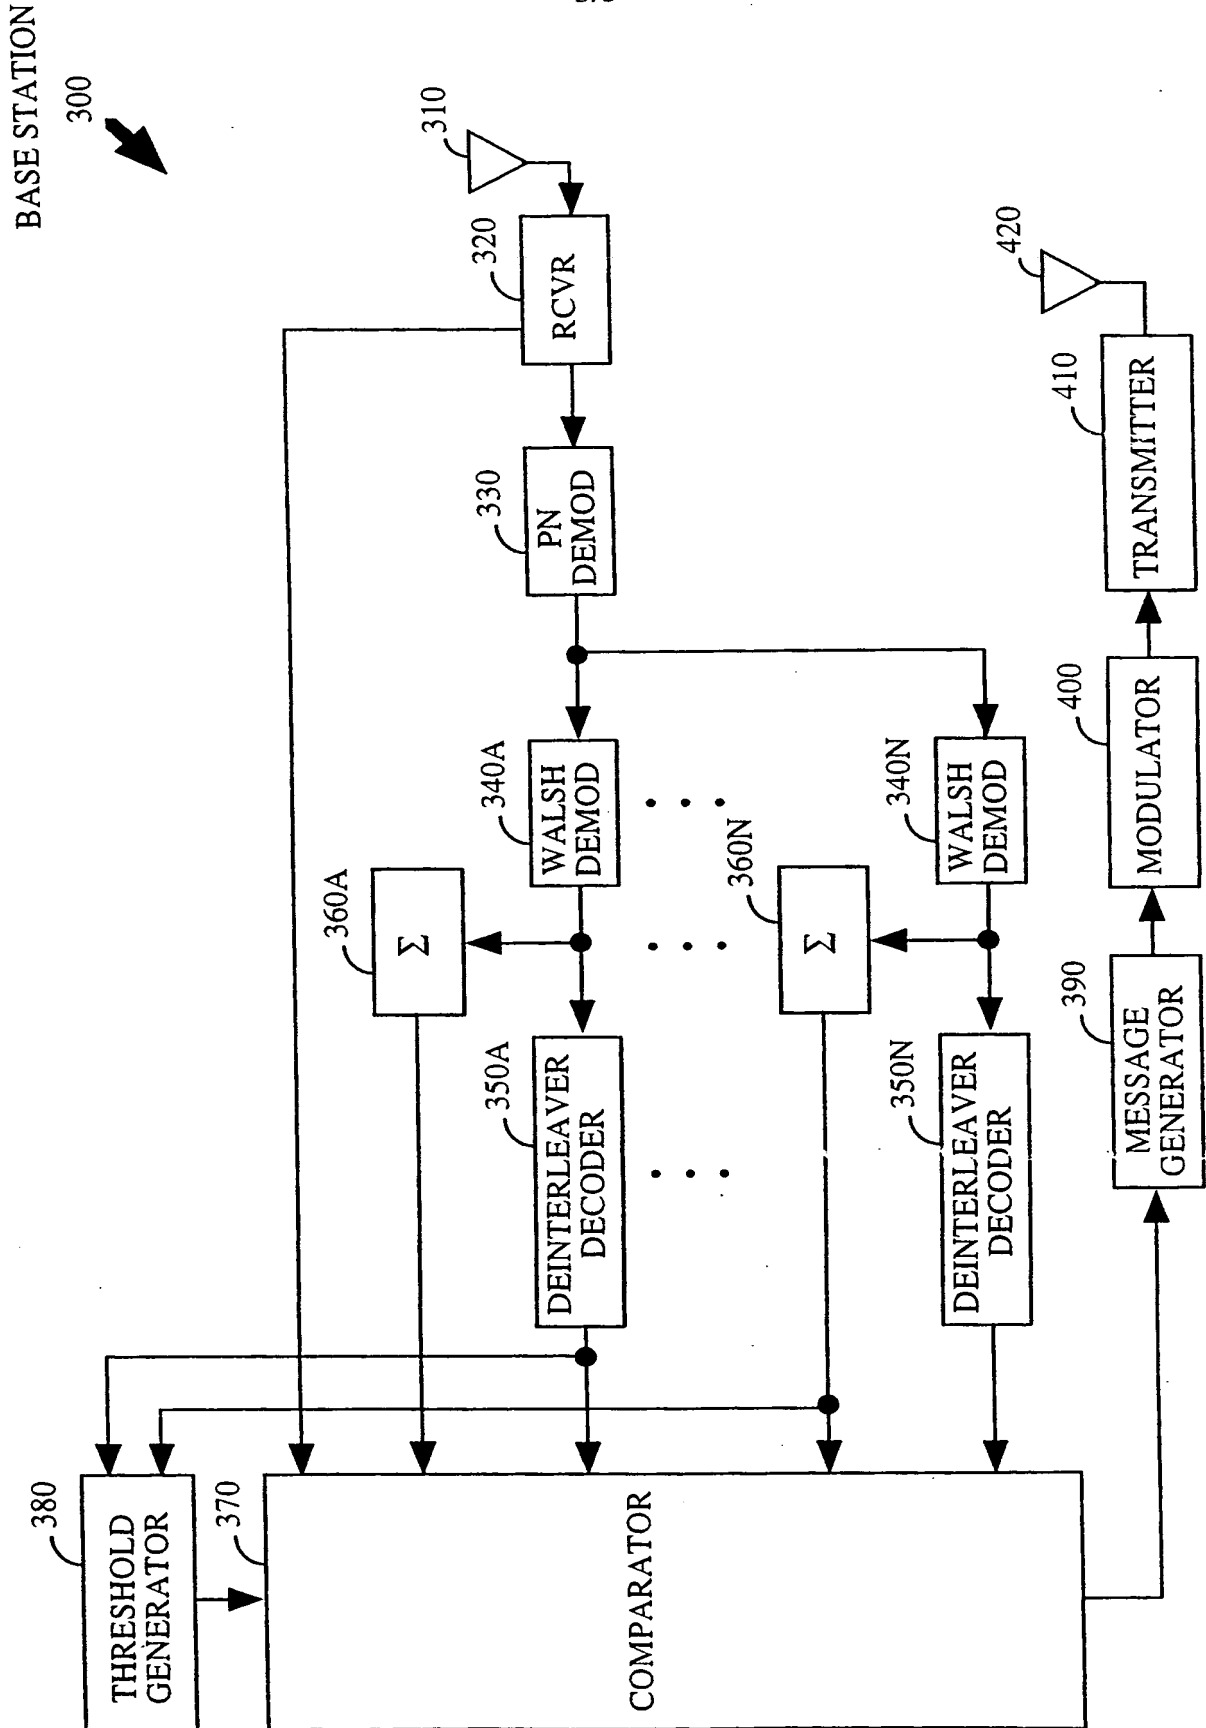 BASE STATION
300
310
320
RCVR
330
PN
DEMOD
340A
WALSH
DEMOD
340N
WALSH
DEMOD
360A
Σ
360N
Σ
350A
DEINTERLEAVER
DECODER
350N
DEINTERLEAVER
DECODER
380
THRESHOLD
GENERATOR
370
COMPARATOR
390
MESSAGE
GENERATOR
400
MODULATOR
410
TRANSMITTER
420